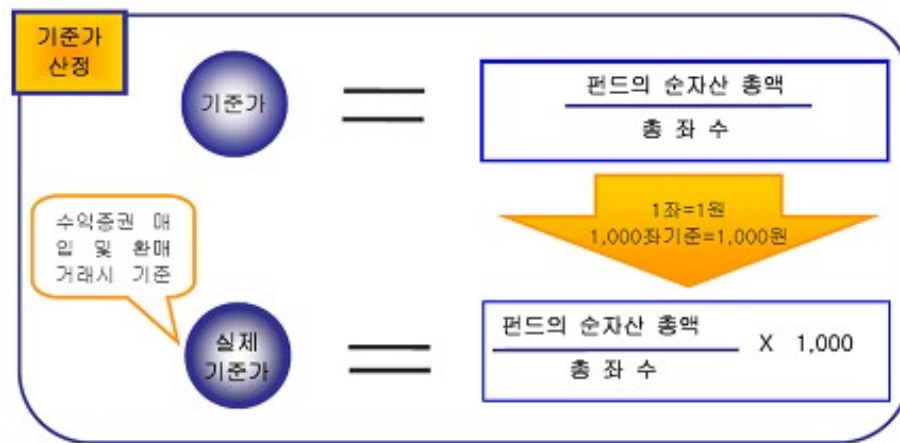 기준가
산정
기준가
펀드의 순자산 총액
총 좌 수
1좌=1원
1,000좌기준=1,000원
수익증권 매
입 및 환매
거래시 기준
실제
기준가
펀드의 순자산 총액
총 좌 수
X 1,000